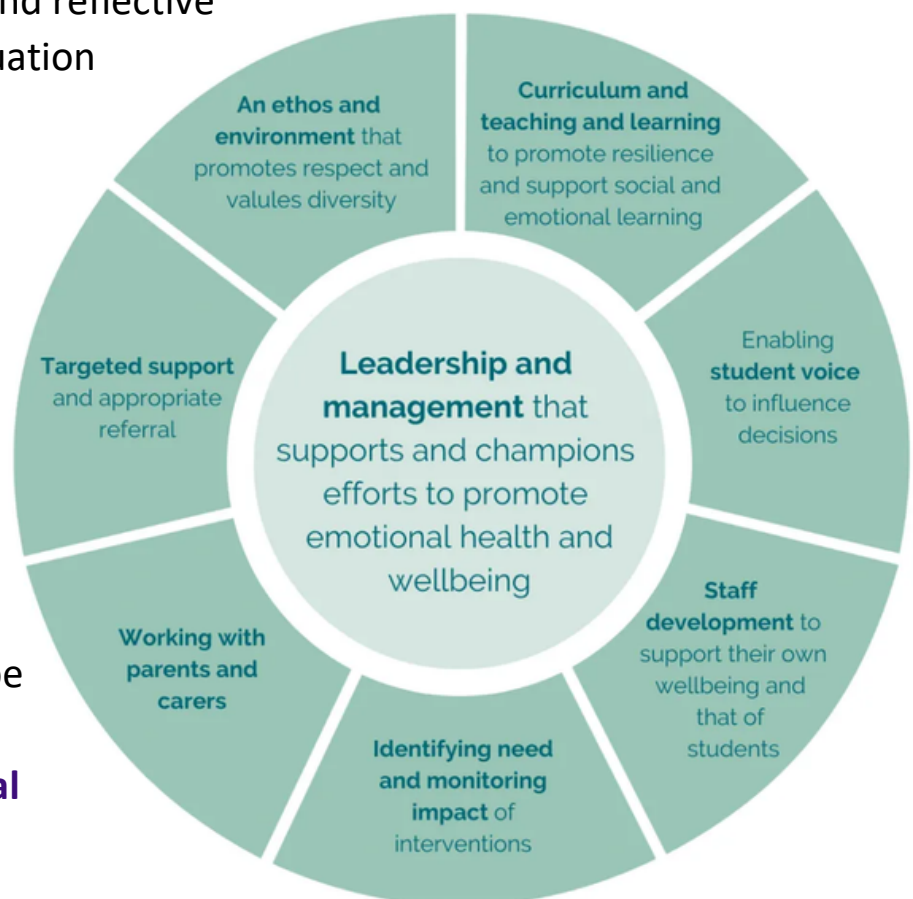 nd reflective
uation
An ethos and
environment that
promotes respect and
valules diversity
Curriculum and
teaching and learning
to promote resilience
and support social and
emotional learning
Enabling
student voice
to influence
decisions
Staff
development to
support their own
wellbeing and
that of
students
Identifying need
and monitoring
impact of
interventions
Working with
parents and
carers
Targeted support
and appropriate
referral
Leadership and
management that
supports and champions
efforts to promote
emotional health and
wellbeing
be
al